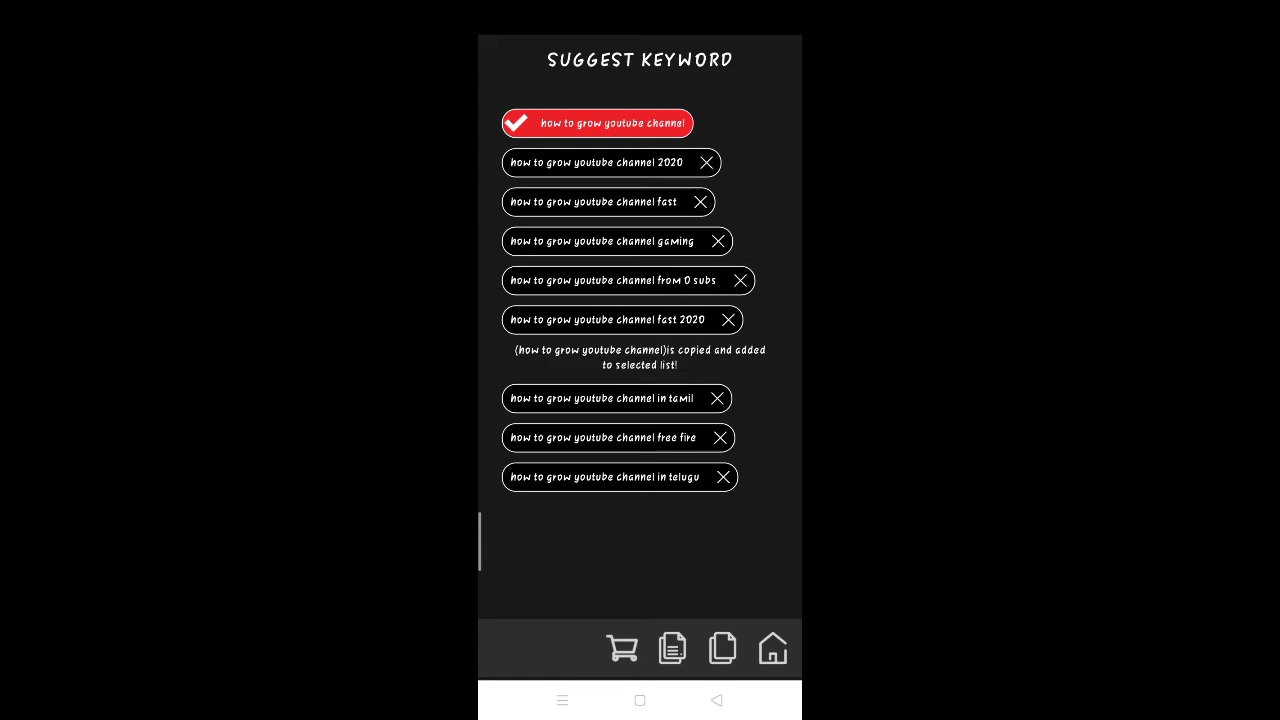 SUGGEST KEYWORD
how to grow youtube channel
how to grow youtube channel 2020
how to grow youtube channel fast
how to grow youtube channel gaming
how to grow youtube channel from 0 subs
how to grow youtube channel fast 2020
(how to grow youtube channel)is copied and added
to selected list!
how to grow youtube channel in tamil
how to grow youtube channel free fire
how to grow youtube channel in telugu